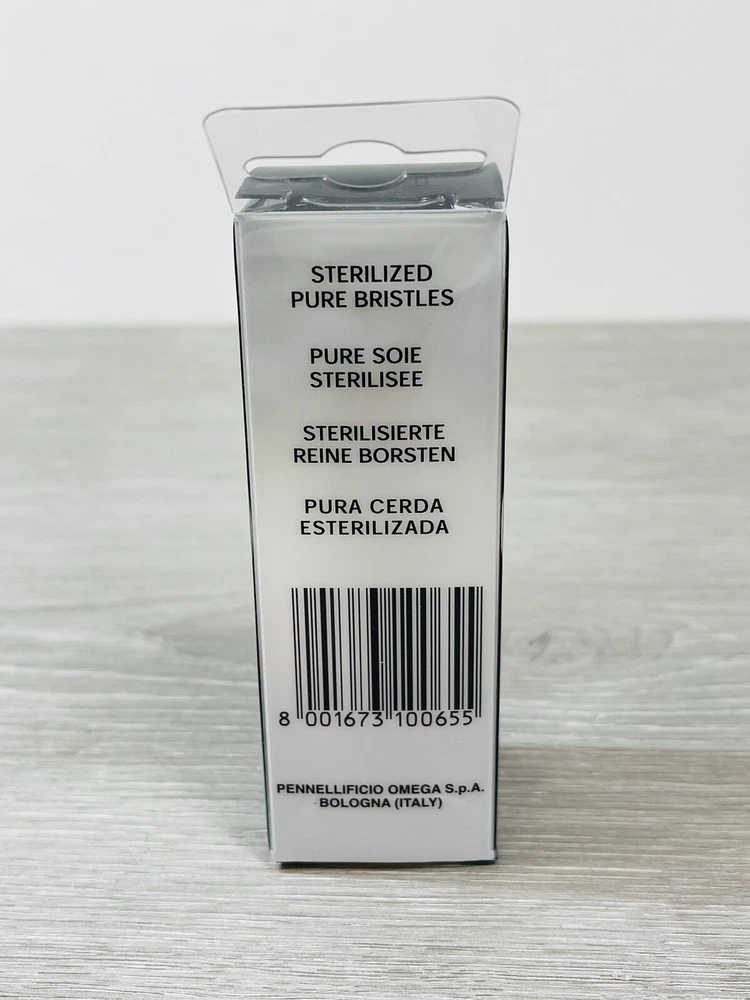 STERILIZED
PURE BRISTLES
PURE SOIE
STERILISEE
STERILISIERTE
REINE BORSTEN
PURA CERDA
ESTERILIZADA
8 001673 100655
PENNELLIFICIO OMEGA S.p.A.
BOLOGNA (ITALY)